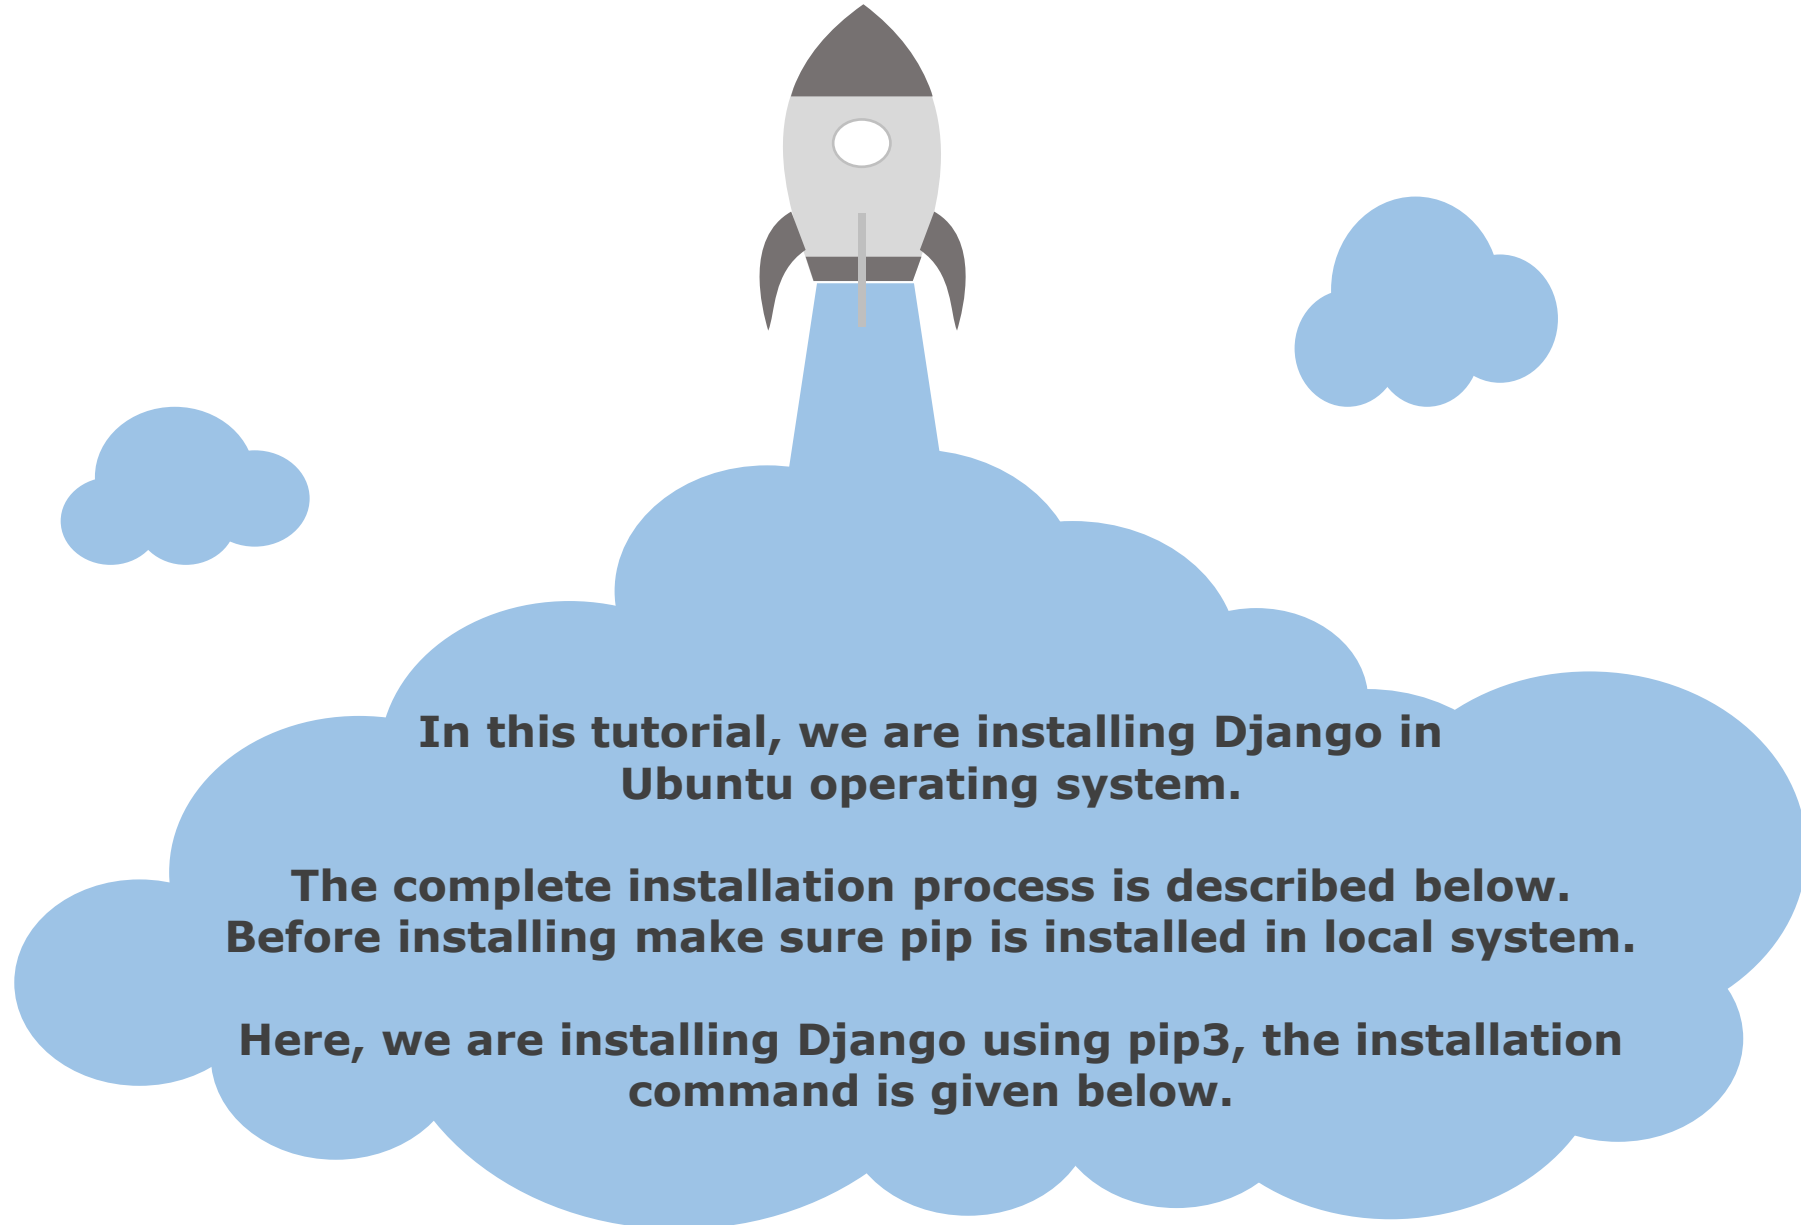 In this tutorial, we are installing Django in
Ubuntu operating system.
The complete installation process is described below.
Before installing make sure pip is installed in local system.
Here, we are installing Django using pip3, the installation
command is given below.